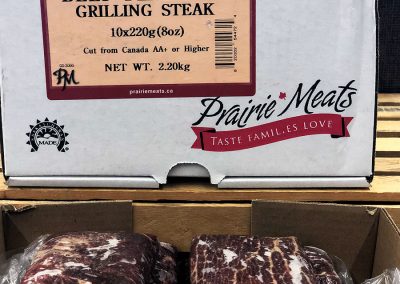 GRILLING STEAK
10x220g(8oz)
Cut from Canada AA+ or Higher
NET WT. 2.20KG
PM
prairiemeats.ca
Prairie Meats
TASTE FAMILIES LOVE
MADE